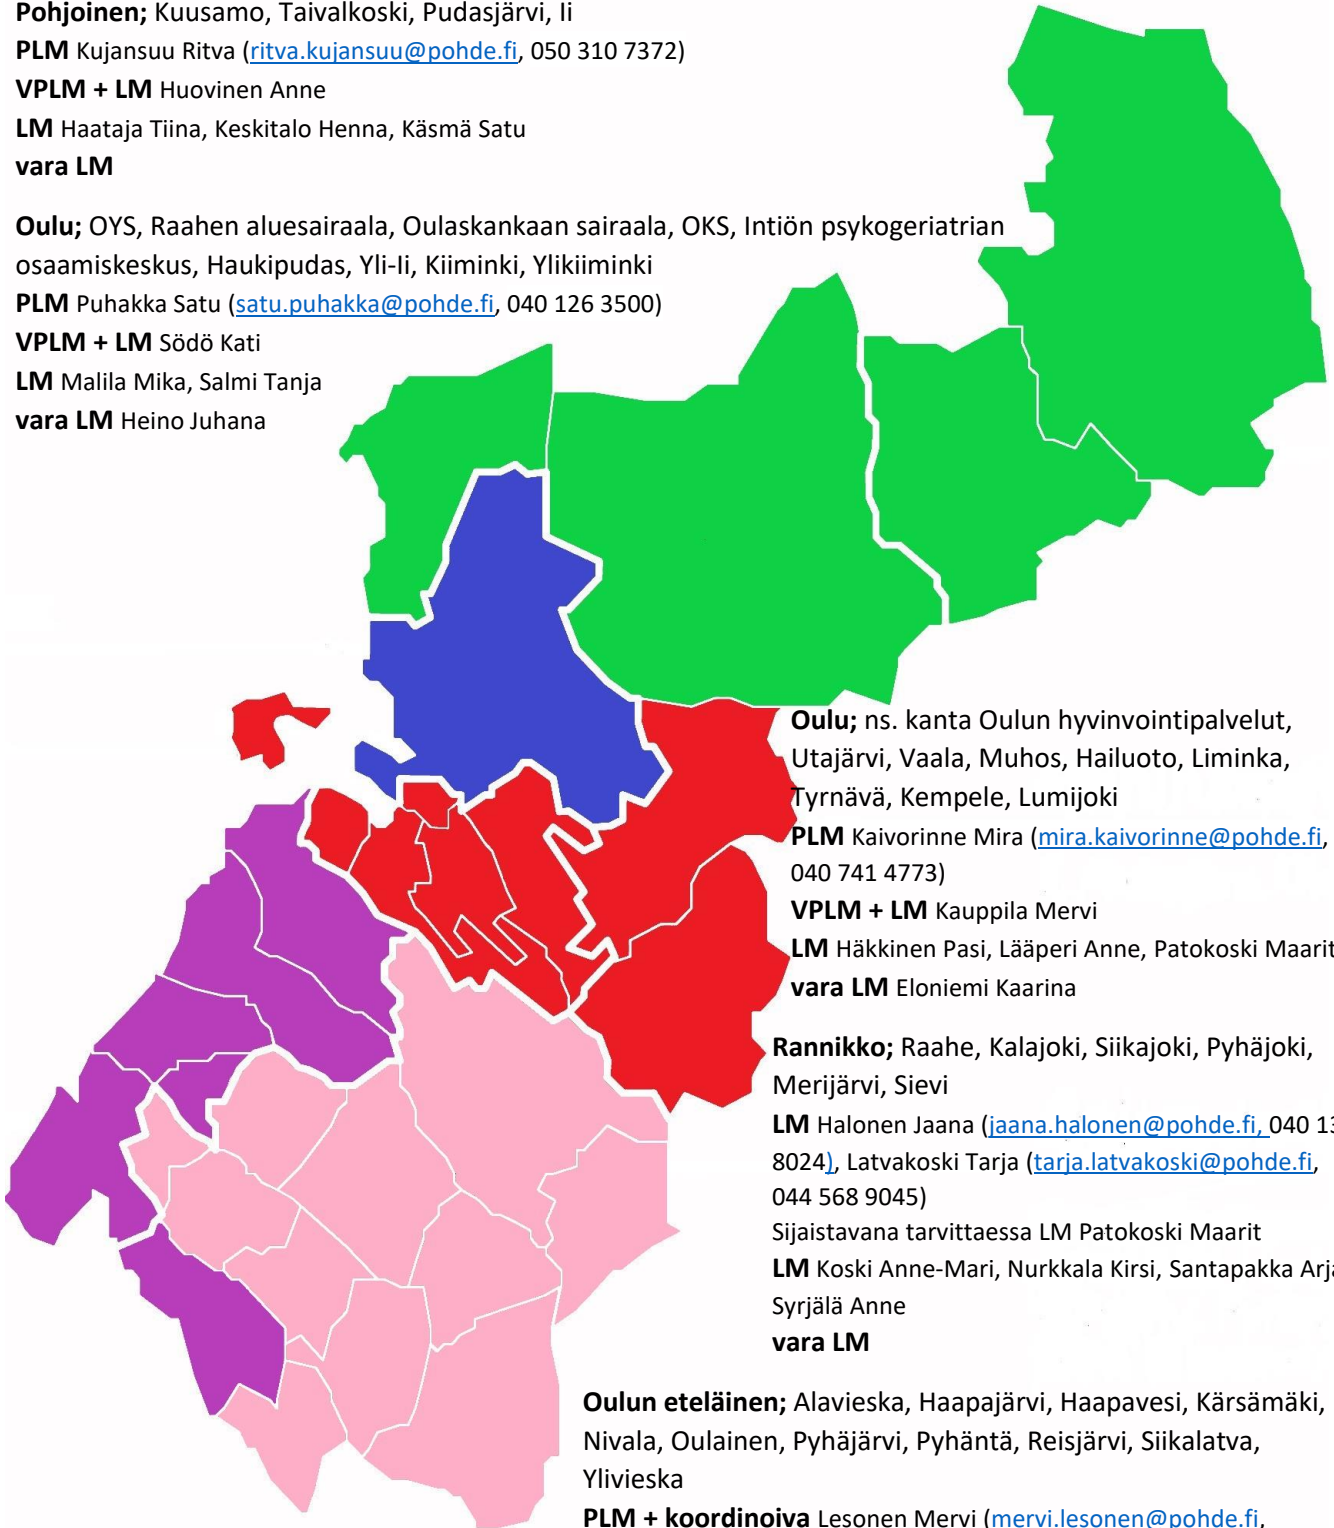 Pohjoinen; Kuusamo, Taivalkoski, Pudasjärvi, Ii
PLM Kujansuu Ritva (ritva.kujansuu@pohde.fi, 050 310 7372)
VPLM + LM Huovinen Anne
LM Haataja Tiina, Keskitalo Henna, Käsmä Satu
vara LM
Oulu; OYS, Raahen aluesairaala, Oulaskankaan sairaala, OKS, Intiön psykogeriatrian
osaamiskeskus, Haukipudas, Yli-Ii, Kiiminki, Ylikiiminki
PLM Puhakka Satu (satu.puhakka@pohde.fi, 040 126 3500)
VPLM + LM Södö Kati
LM Malila Mika, Salmi Tanja
vara LM Heino Juhana
Oulu; ns. kanta Oulun hyvinvointipalvelut,
Utajärvi, Vaala, Muhos, Hailuoto, Liminka,
Tyrnävä, Kempele, Lumijoki
PLM Kaivorinne Mira (mira.kaivorinne@pohde.fi,
040 741 4773)
VPLM + LM Kauppila Mervi
LM Häkkinen Pasi, Lääperi Anne, Patokoski Maarit
vara LM Eloniemi Kaarina
Rannikko; Raahe, Kalajoki, Siikajoki, Pyhäjoki,
Merijärvi, Sievi
LM Halonen Jaana (jaana.halonen@pohde.fi, 040 13
8024), Latvakoski Tarja (tarja.latvakoski@pohde.fi,
044 568 9045)
Sijaistavana tarvittaessa LM Patokoski Maarit
LM Koski Anne-Mari, Nurkkala Kirsi, Santapakka Arja
Syrjälä Anne
vara LM
Oulun eteläinen; Alavieska, Haapajärvi, Haapavesi, Kärsämäki,
Nivala, Oulainen, Pyhäjärvi, Pyhäntä, Reisjärvi, Siikalatva,
Ylivieska
PLM + koordinoiva Lesonen Mervi (mervi.lesonen@pohde.fi,